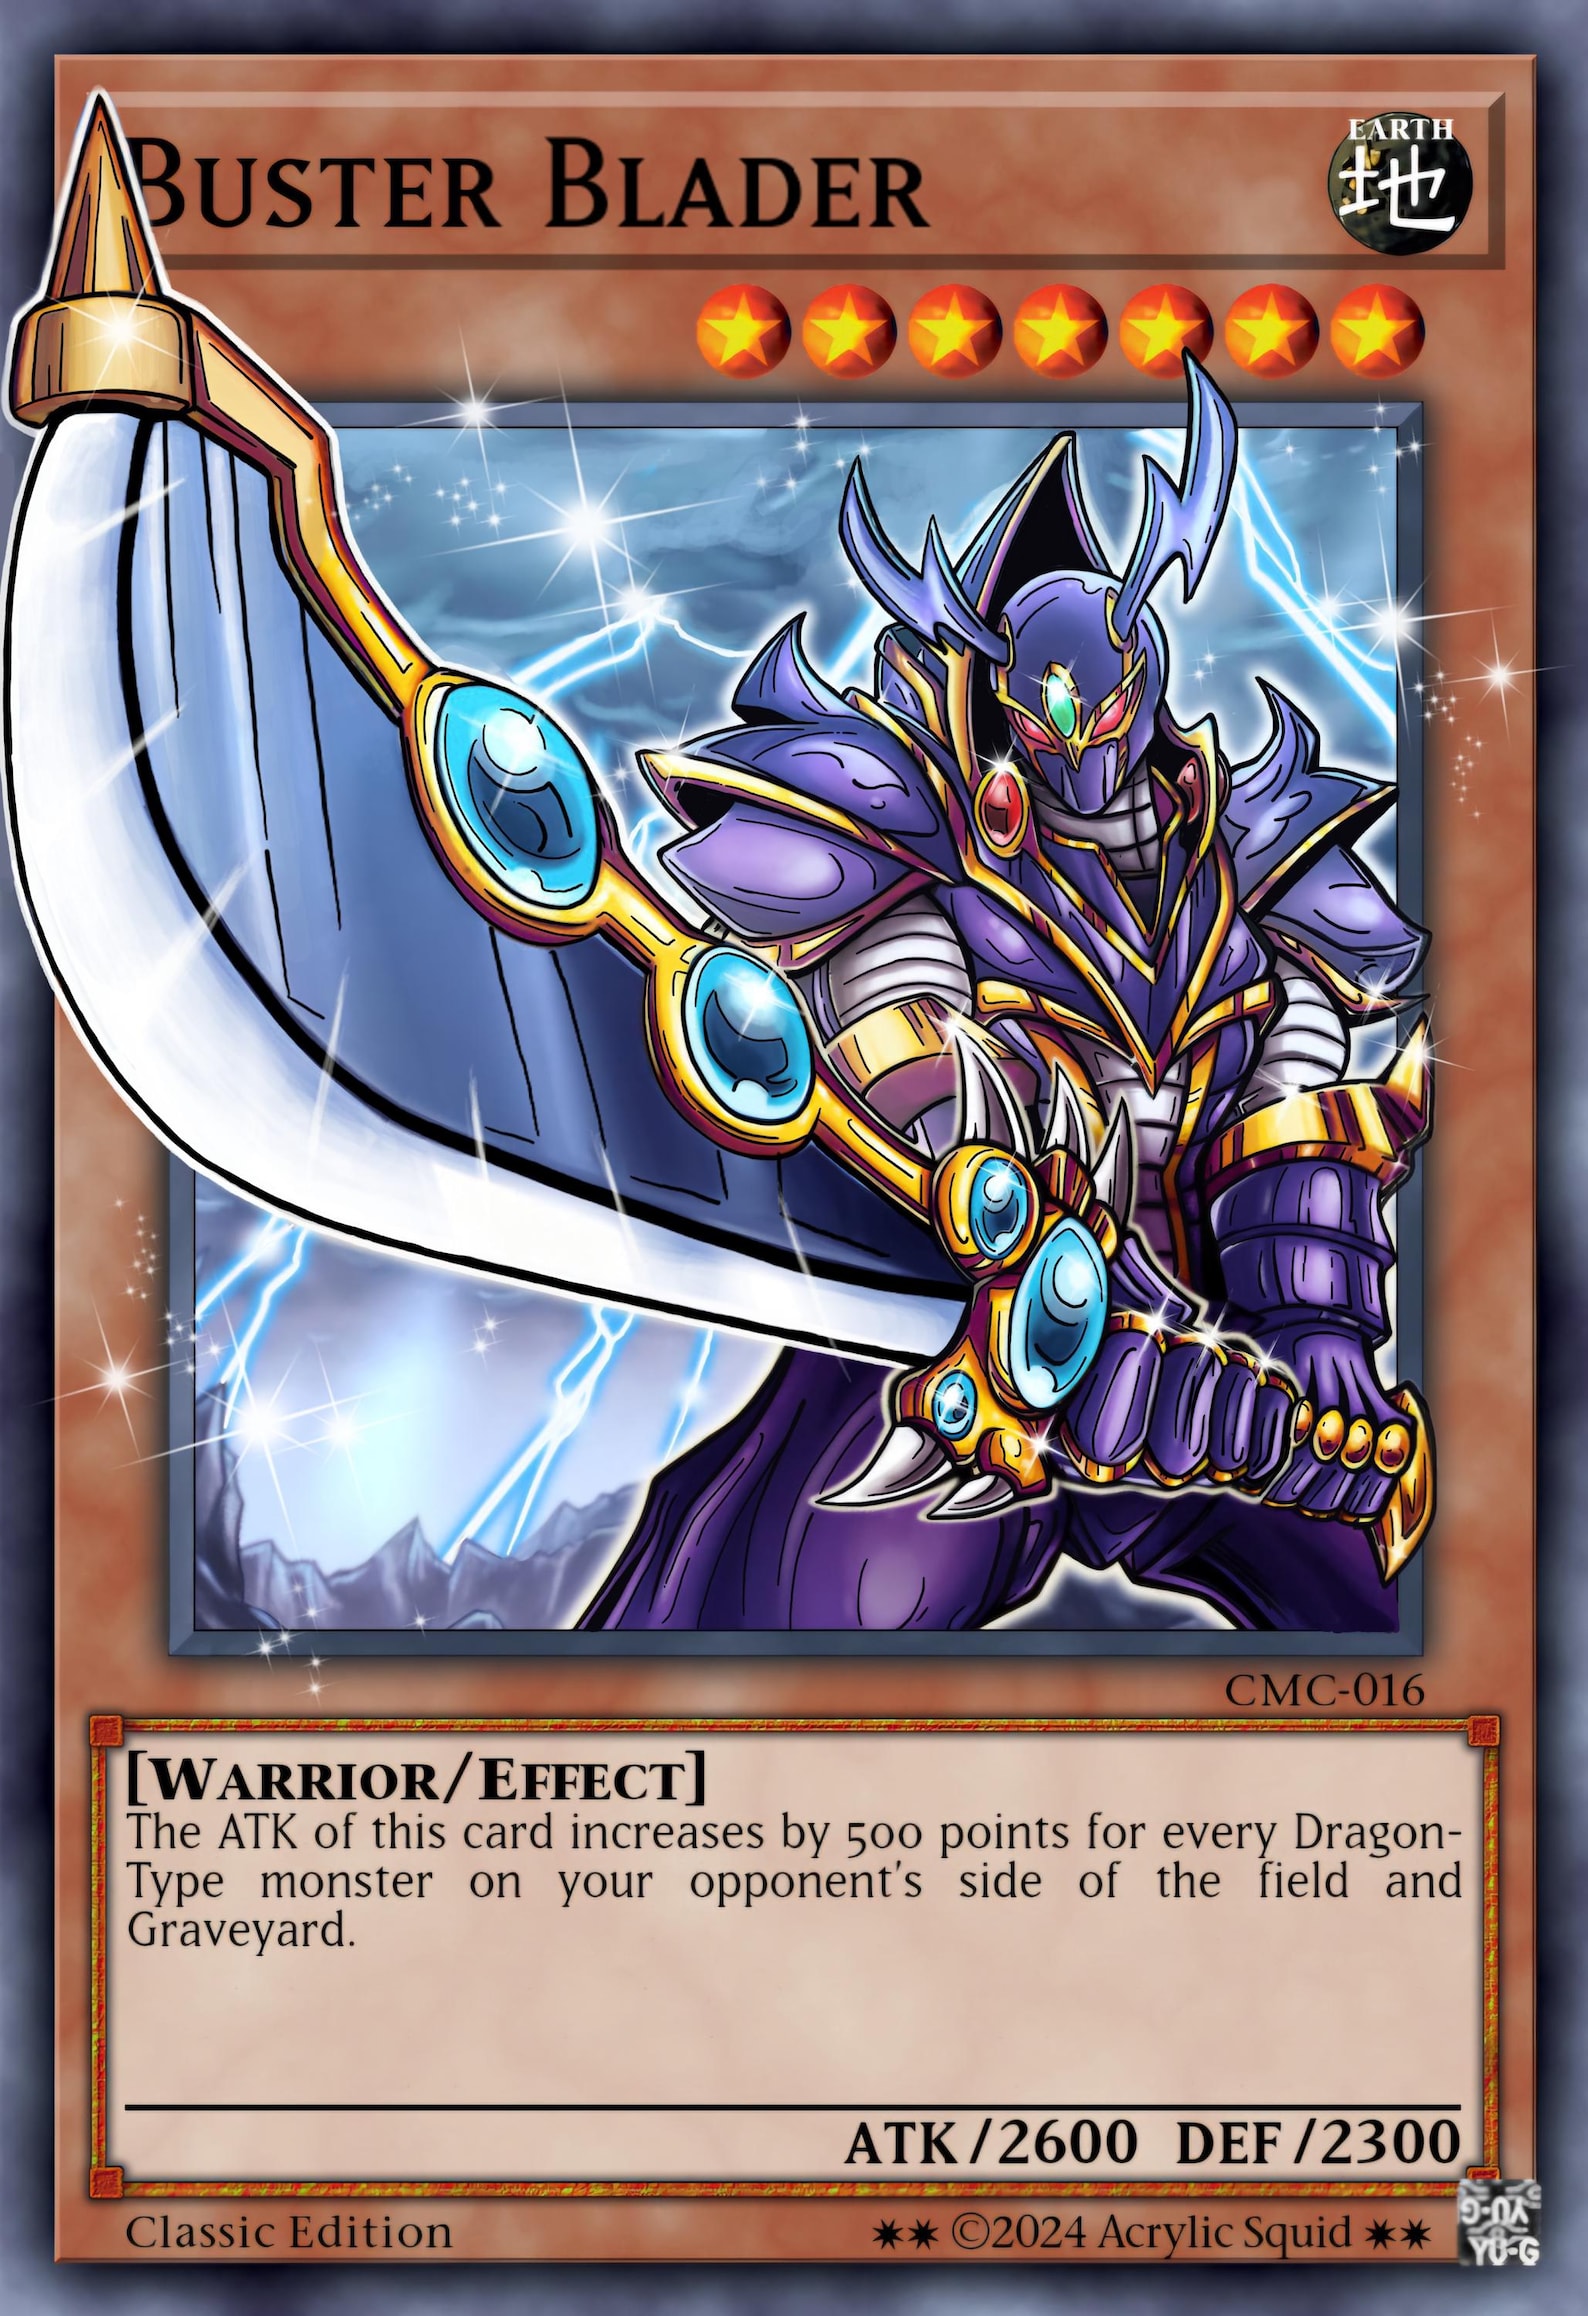 Buster Blader
EARTH
地
CMC-016
[Warrior/Effect]
The ATK of this card increases by 500 points for every Dragon-
Type monster on your opponent's side of the field and
Graveyard.
ATK/2600 DEF/2300
Classic Edition
©2024 Acrylic Squid
YU-G
YU-G